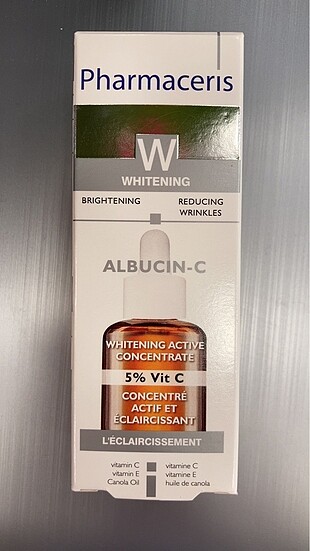 Pharmaceris
W
WHITENING
BRIGHTENING
REDUCING
WRINKLES
ALBUCIN-C
WHITENING ACTIVE
CONCENTRATE
5% Vit C
CONCENTRÉ
ACTIF ET
ÉCLAIRCISSANT
L'ÉCLAIRCISSEMENT
vitamin C
vitamin E
Canola Oil
vitamine C
vitamine E
huile de canola